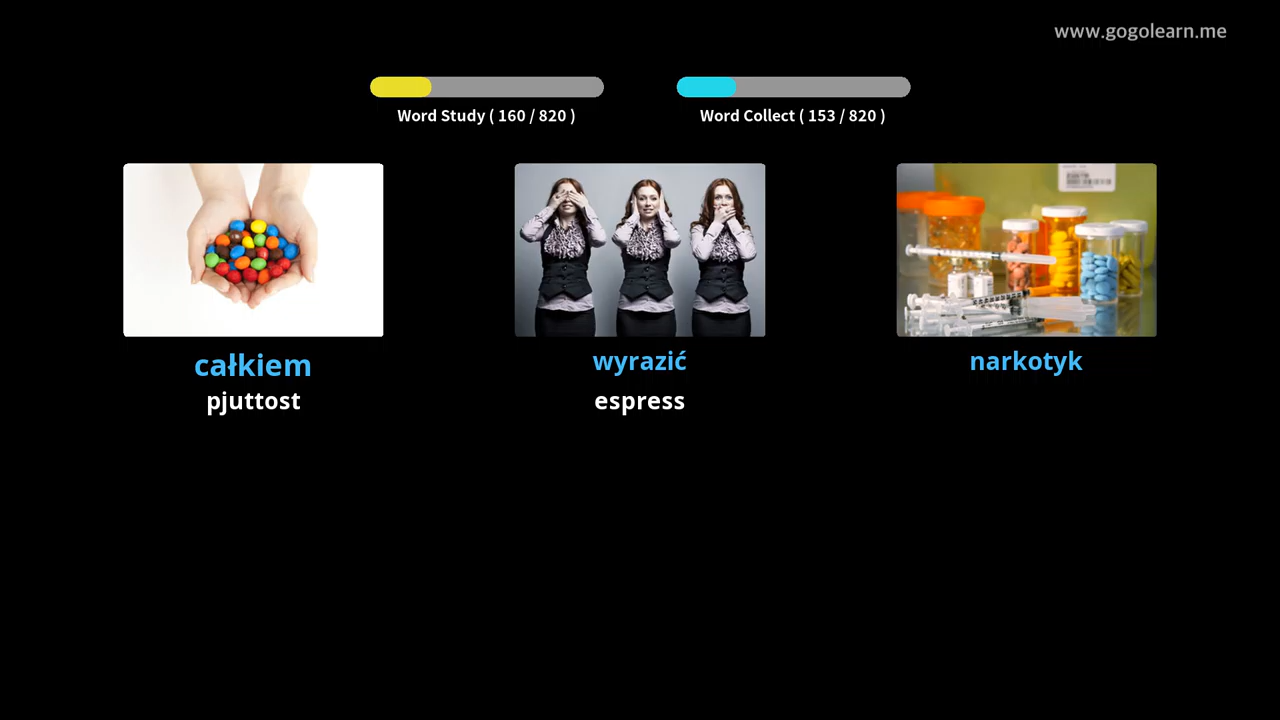 www.gogolearn.me
Word Study ( 160 / 820 )
Word Collect ( 153 / 820 )
całkiem
pjuttost
wyrazić
espress
narkotyk